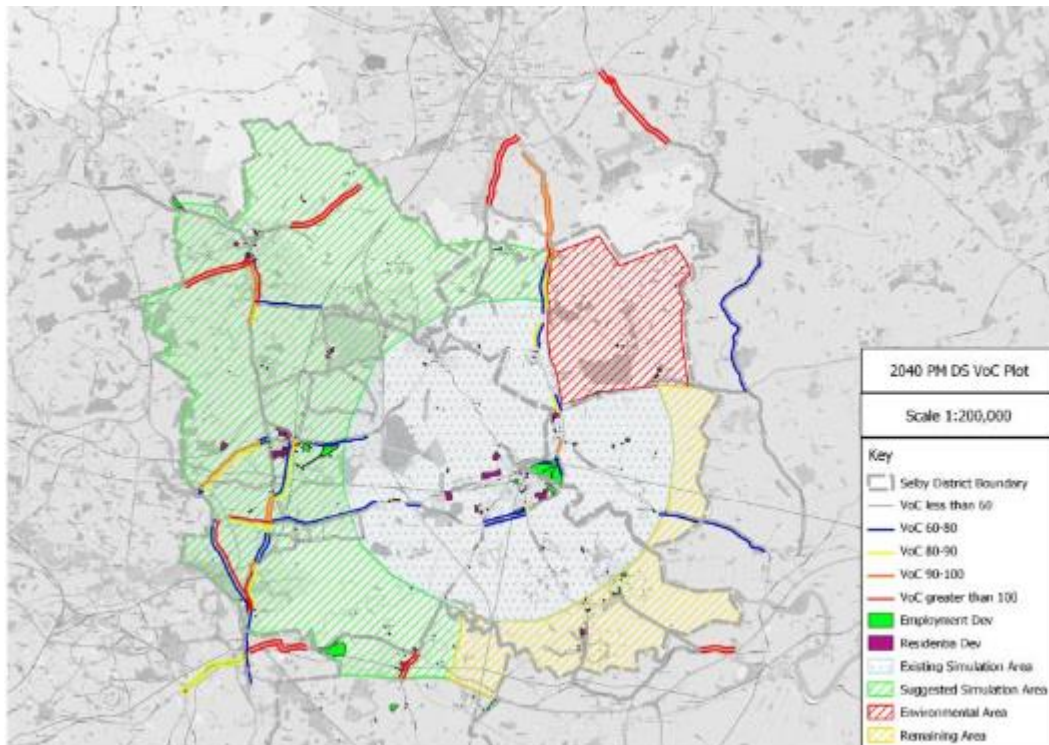 2040 PM DS VoC Plot
Scale 1:200,000
Key
Selby District Boundary
VoC less than 60
VoC 60-80
VoC 80-90
VoC 90-100
VoC greater than 100
Employment Dev
Residentia Dev
Existing Simulation Area
Suggested Simulation Area
Environmental Area
Remaining Area